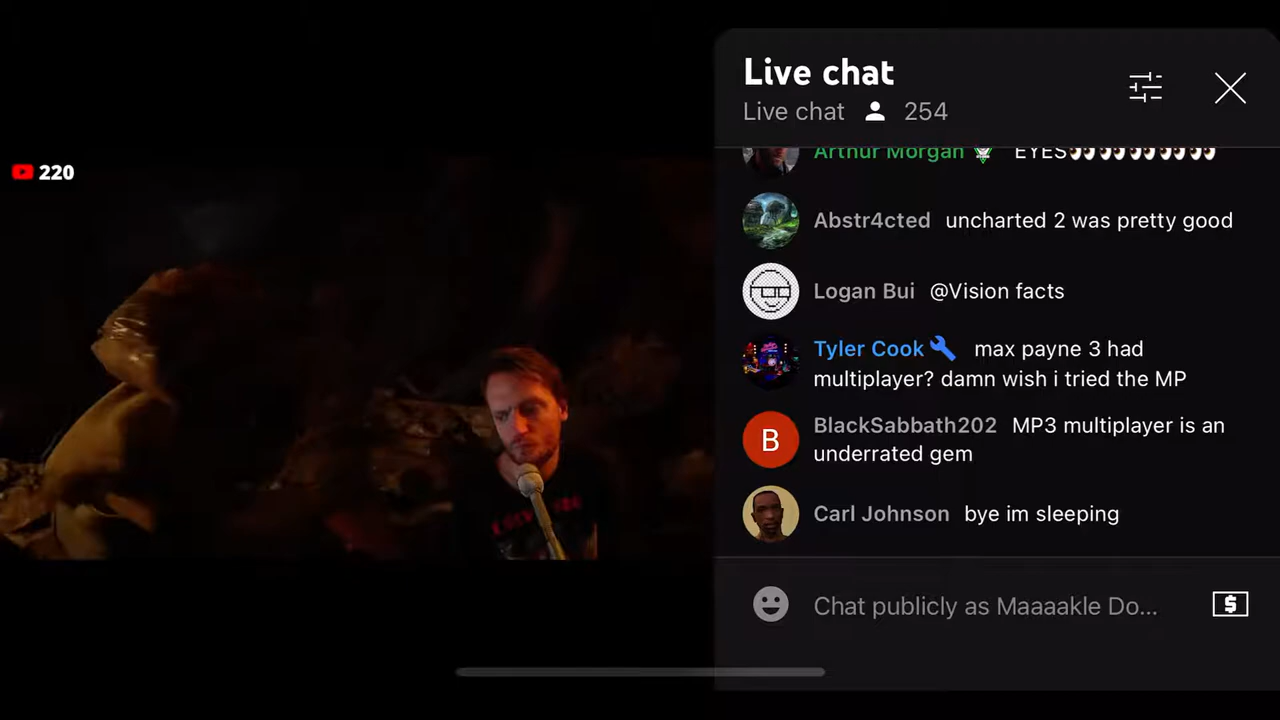 Live chat
Live chat 254
220
Arthur Morgan EYES👀👀👀👀👀👀👀
Abstr4cted uncharted 2 was pretty good
Logan Bui @Vision facts
Tyler Cook max payne 3 had
multiplayer? damn wish i tried the MP
B
BlackSabbath202 MP3 multiplayer is an
underrated gem
Carl Johnson bye im sleeping
Chat publicly as Maaaakle Do...
$